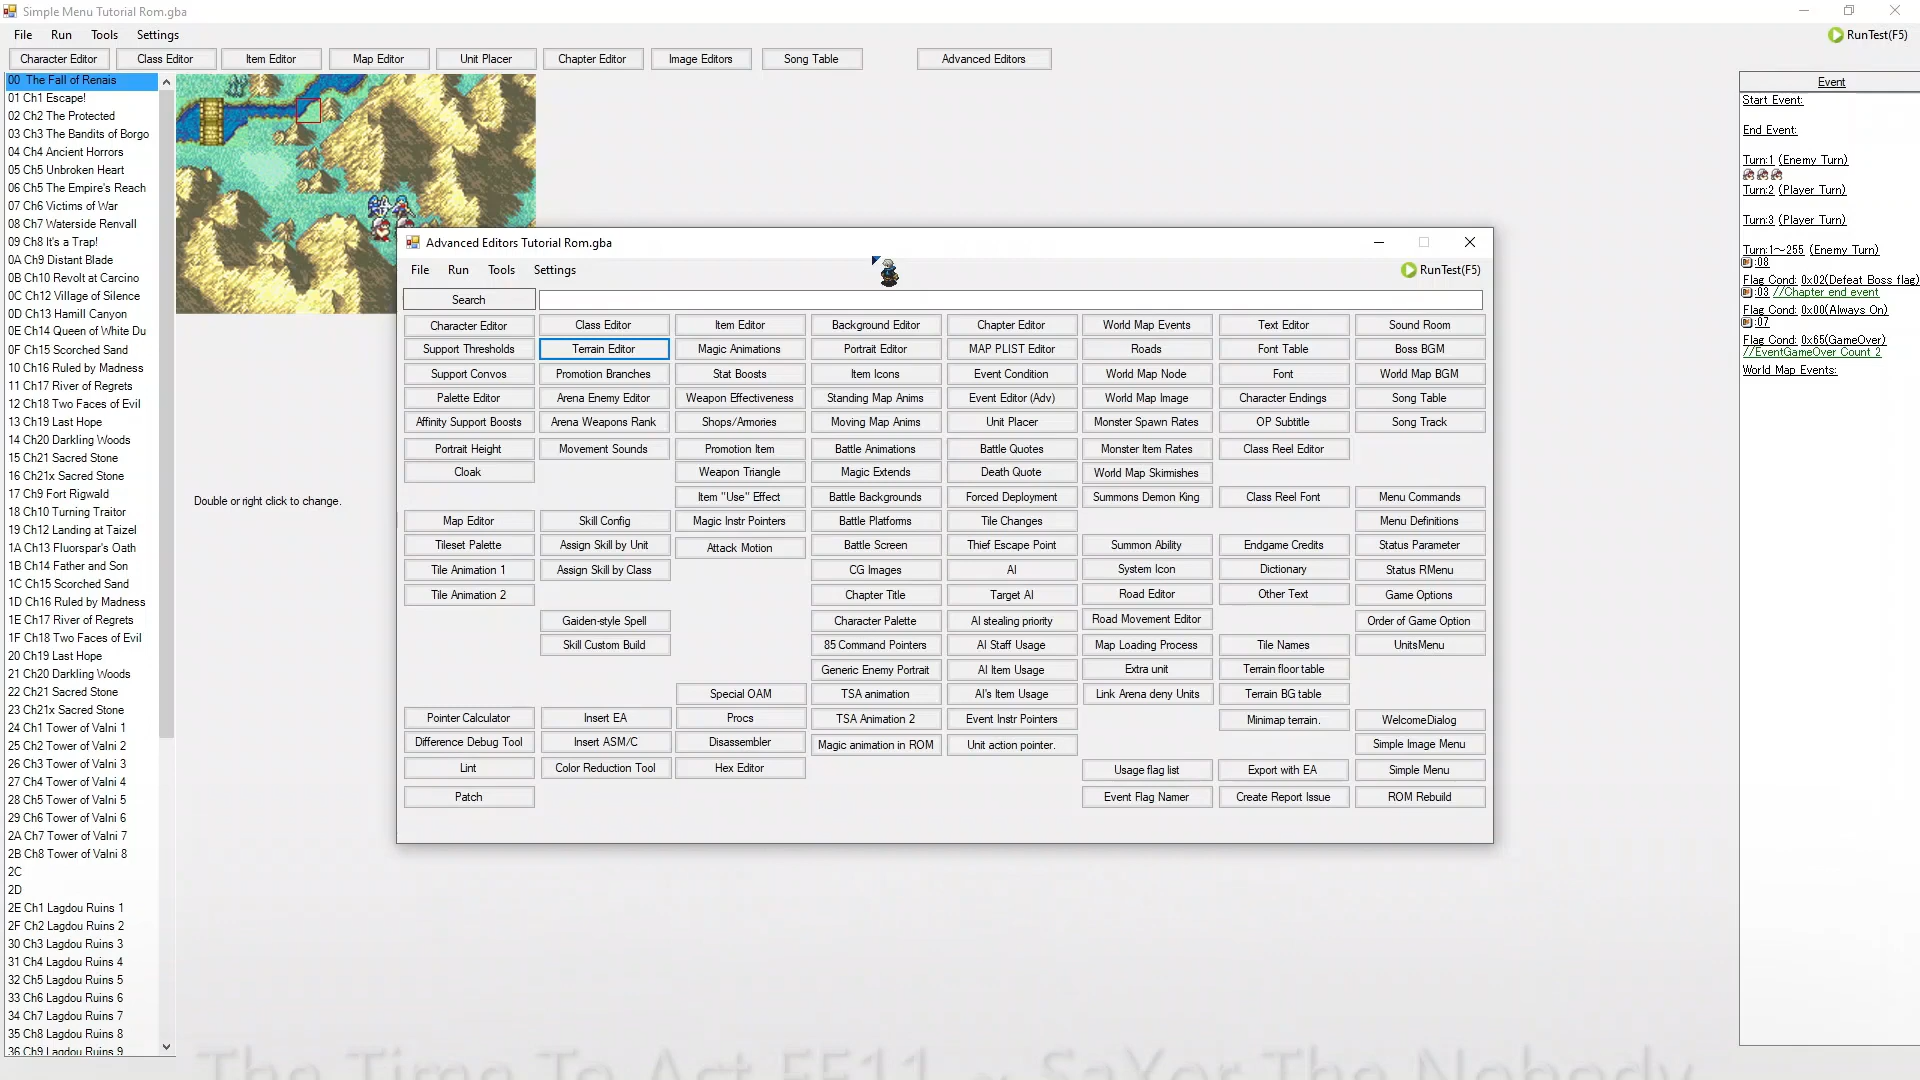 Simple Menu Tutorial Rom.gba
File Run Tools Settings
RunTest(F5)
Character Editor Class Editor Item Editor Map Editor Unit Placer Chapter Editor Image Editors Song Table Advanced Editors
00 The Fall of Renais
01 Ch1 Escape!
02 Ch2 The Protected
03 Ch3 The Bandits of Borgo
04 Ch4 Ancient Horrors
05 Ch5 Unbroken Heart
06 Ch5 The Empire's Reach
07 Ch6 Victims of War
08 Ch7 Waterside Renvall
09 Ch8 It's a Trap!
0A Ch9 Distant Blade
0B Ch10 Revolt at Carcino
0C Ch12 Village of Silence
0D Ch13 Hamill Canyon
0E Ch14 Queen of White Du
0F Ch15 Scorched Sand
10 Ch16 Ruled by Madness
11 Ch17 River of Regrets
12 Ch18 Two Faces of Evil
13 Ch19 Last Hope
14 Ch20 Darkling Woods
15 Ch21 Sacred Stone
16 Ch21x Sacred Stone
17 Ch9 Fort Rigwald
18 Ch10 Turning Traitor
19 Ch12 Landing at Taizel
1A Ch13 Fluorspar's Oath
1B Ch14 Father and Son
1C Ch15 Scorched Sand
1D Ch16 Ruled by Madness
1E Ch17 River of Regrets
1F Ch18 Two Faces of Evil
20 Ch19 Last Hope
21 Ch20 Darkling Woods
22 Ch21 Sacred Stone
23 Ch21x Sacred Stone
24 Ch1 Tower of Valni 1
25 Ch2 Tower of Valni 2
26 Ch3 Tower of Valni 3
27 Ch4 Tower of Valni 4
28 Ch5 Tower of Valni 5
29 Ch6 Tower of Valni 6
2A Ch7 Tower of Valni 7
2B Ch8 Tower of Valni 8
2C
2D
2E Ch1 Lagdou Ruins 1
2F Ch2 Lagdou Ruins 2
30 Ch3 Lagdou Ruins 3
31 Ch4 Lagdou Ruins 4
32 Ch5 Lagdou Ruins 5
33 Ch6 Lagdou Ruins 6
34 Ch7 Lagdou Ruins 7
35 Ch8 Lagdou Ruins 8
36 Ch9 Lagdou Ruins 9
Double or right click to change.
Advanced Editors Tutorial Rom.gba
File Run Tools Settings
RunTest(F5)
Search
Character Editor Class Editor Item Editor Background Editor Chapter Editor World Map Events Text Editor Sound Room
Support Thresholds Terrain Editor Magic Animations Portrait Editor MAP PLIST Editor Roads Font Table Boss BGM
Support Convos Promotion Branches Stat Boosts Item Icons Event Condition World Map Node Font World Map BGM
Palette Editor Arena Enemy Editor Weapon Effectiveness Standing Map Anims Event Editor (Adv) World Map Image Character Endings Song Table
Affinity Support Boosts Arena Weapons Rank Shops/Armories Moving Map Anims Unit Placer Monster Spawn Rates OP Subtitle Song Track
Portrait Height Movement Sounds Promotion Item Battle Animations Battle Quotes Monster Item Rates Class Reel Editor
Cloak Weapon Triangle Magic Extends Death Quote World Map Skimishes
Item "Use" Effect Battle Backgrounds Forced Deployment Summons Demon King Class Reel Font Menu Commands
Map Editor Skill Config Magic Instr Pointers Battle Platforms Tile Changes Menu Definitions
Tileset Palette Assign Skill by Unit Attack Motion Battle Screen Thief Escape Point Summon Ability Endgame Credits Status Parameter
Tile Animation 1 Assign Skill by Class CG Images AI System Icon Dictionary Status RMenu
Tile Animation 2 Chapter Title Target AI Road Editor Other Text Game Options
Gaiden-style Spell Character Palette AI stealing priority Road Movement Editor Order of Game Option
Skill Custom Build 85 Command Pointers AI Staff Usage Map Loading Process Tile Names UnitsMenu
Generic Enemy Portrait AI Item Usage Extra unit Terrain floor table
Special OAM TSA animation AI's Item Usage Link Arena deny Units Terrain BG table
Pointer Calculator Insert EA Procs TSA Animation 2 Event Instr Pointers Minimap terrain. WelcomeDialog
Difference Debug Tool Insert ASM/C Disassembler Magic animation in ROM Unit action pointer. Simple Image Menu
Lint Color Reduction Tool Hex Editor Usage flag list Export with EA Simple Menu
Patch Event Flag Namer Create Report Issue ROM Rebuild
Event
Start Event:
End Event:
Turn:1 (Enemy Turn)
Turn:2 (Player Turn)
Turn:3 (Player Turn)
Turn:1～255 (Enemy Turn)
:08
Flag Cond: 0x02(Defeat Boss flag)
:03 //Chapter end event
Flag Cond: 0x00(Always On)
:07
Flag Cond: 0x65(GameOver)
//EventGameOver Count 2
World Map Events:
The Time To Act FE11 ~ SaXor The Nobody